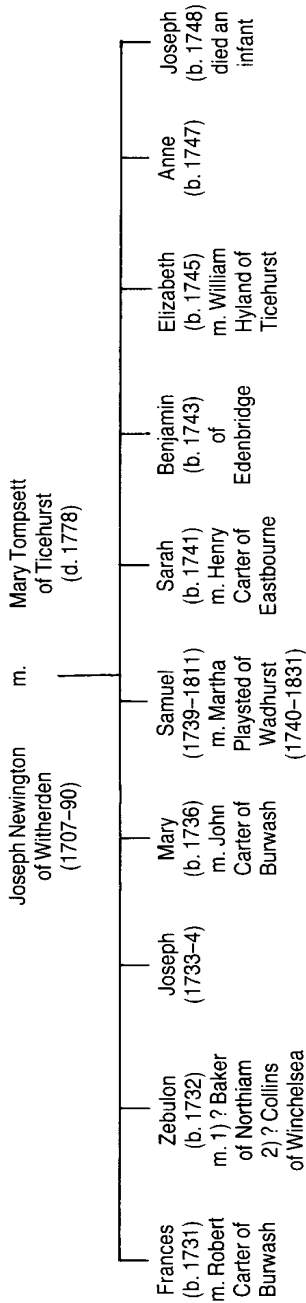 Joseph Newington
of Witherden
(1707–90)
m.
Mary Tompsett
of Ticehurst
(d. 1778)
Frances
(b. 1731)
m. Robert
Carter of
Burwash
Zebulon
(b. 1732)
m. 1) ? Baker
of Northiam
2) ? Collins
of Winchelsea
Joseph
(1733–4)
Mary
(b. 1736)
m. John
Carter of
Burwash
Samuel
(1739–1811)
m. Martha
Playsted of
Wadhurst
(1740–1831)
Sarah
(b. 1741)
m. Henry
Carter of
Eastbourne
Benjamin
(b. 1743)
of
Edenbridge
Elizabeth
(b. 1745)
m. William
Hyland of
Ticehurst
Anne
(b. 1747)
Joseph
(b. 1748)
died an
infant